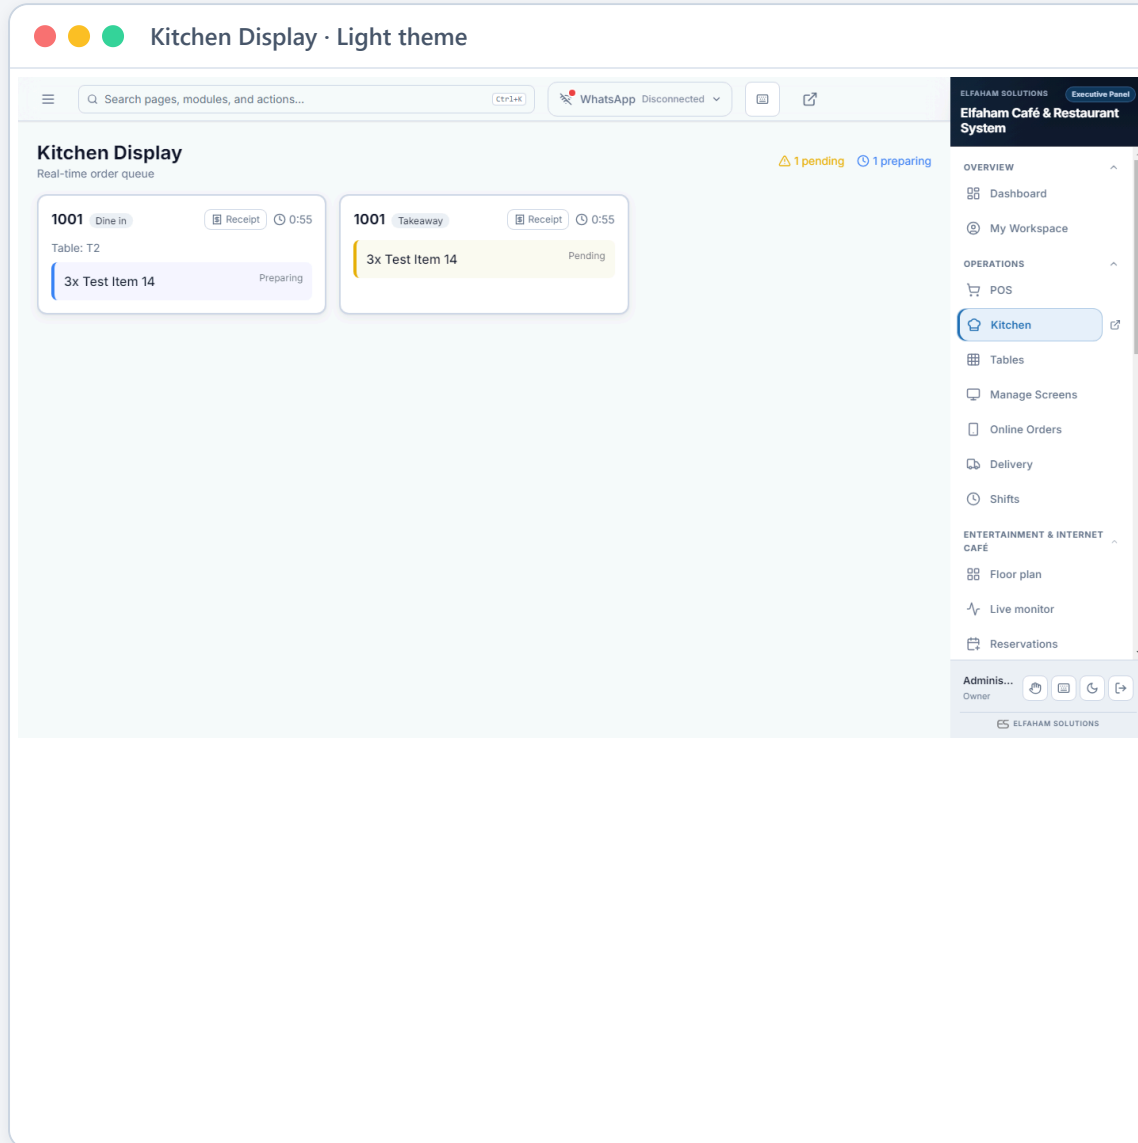 Kitchen Display · Light theme
Search pages, modules, and actions...
Ctrl+K
WhatsApp Disconnected
Kitchen Display
Real-time order queue
1 pending
1 preparing
1001 Dine in
Receipt
0:55
Table: T2
3x Test Item 14
Preparing
1001 Takeaway
Receipt
0:55
3x Test Item 14
Pending
ELFAHAM SOLUTIONS
Executive Panel
Elfaham Café & Restaurant
System
OVERVIEW
Dashboard
My Workspace
OPERATIONS
POS
Kitchen
Tables
Manage Screens
Online Orders
Delivery
Shifts
ENTERTAINMENT & INTERNET
CAFÉ
Floor plan
Live monitor
Reservations
Adminis...
Owner
ELFAHAM SOLUTIONS